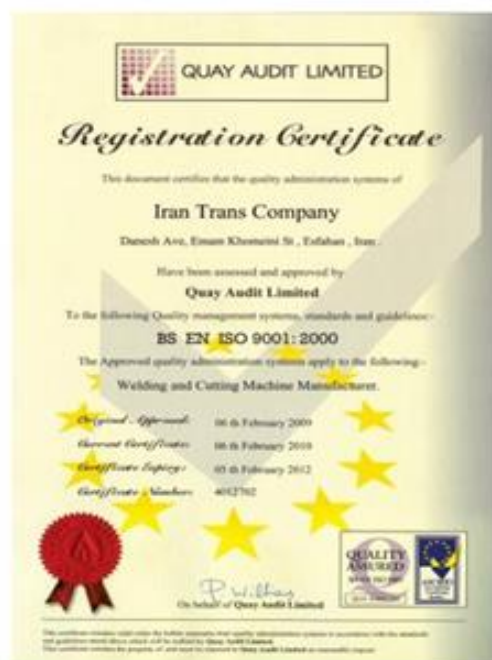 QUAY AUDIT LIMITED
Registration Certificate
This document certifies that the quality administration systems of
Iran Trans Company
Danesh Ave, Emam Khomeini St , Esfahan , Iran .
Have been assessed and approved by
Quay Audit Limited
To the following Quality management systems, standards and guidelines:-
BS EN ISO 9001:2000
The Approved quality administration systems apply to the following:-
Welding and Cutting Machine Manufacturer.
Original Approval: 06 th February 2009
Current Certificate: 06 th February 2010
Certificate Expiry: 05 th February 2012
Certificate Number: 4012702
QUALITY
ASSURED
On behalf of Quay Audit Limited